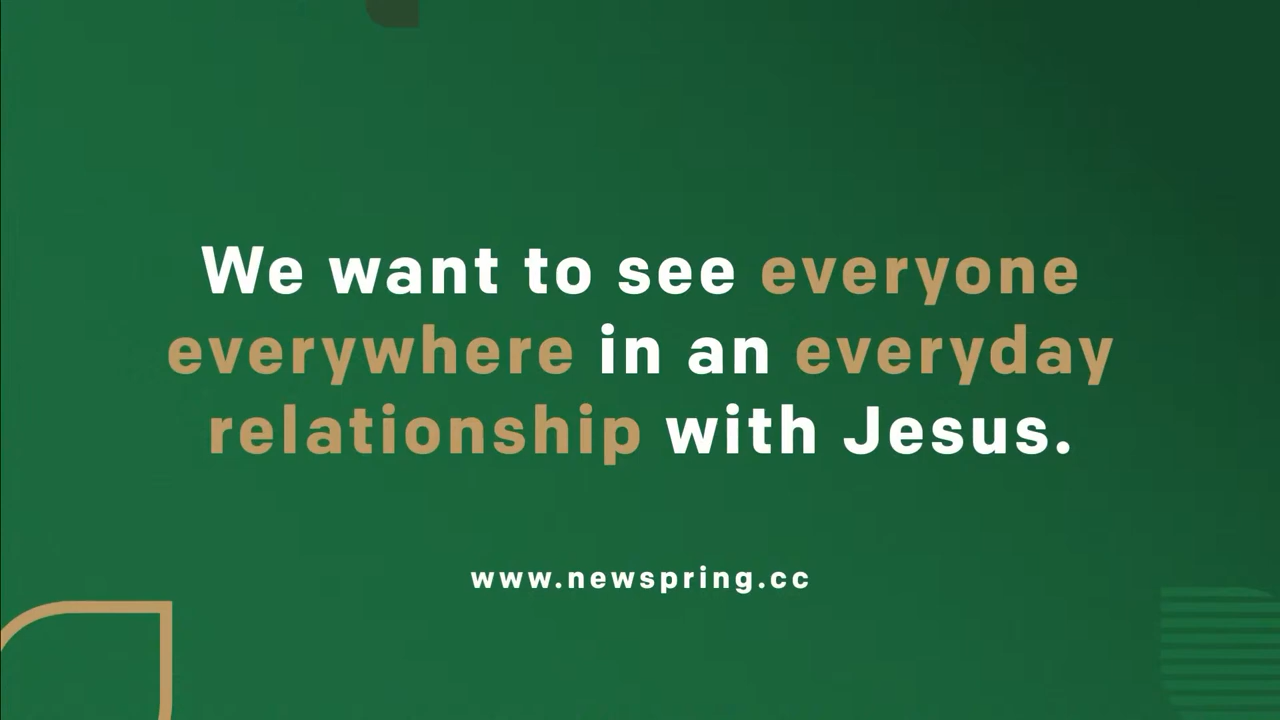 We want to see everyone
everywhere in an everyday
relationship with Jesus.
www.newspring.cc